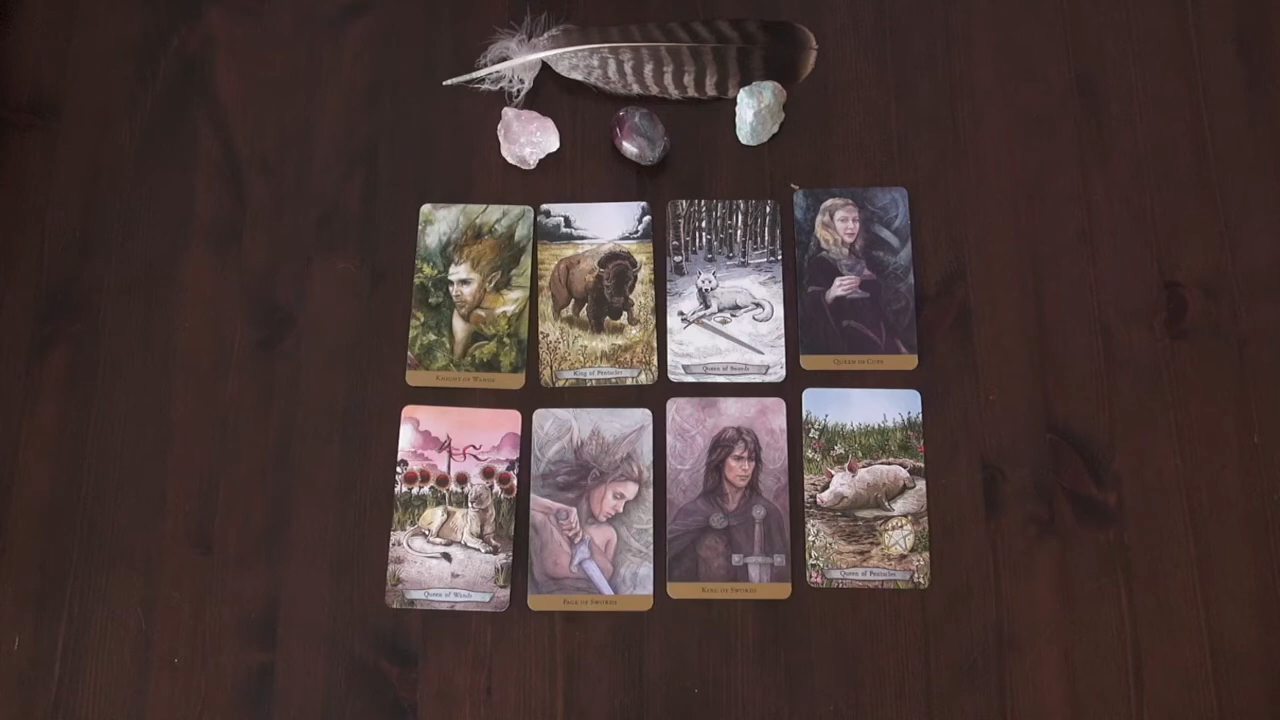 Knight of Wands
King of Pentacles
Queen of Swords
Queen of Cups
Queen of Wands
Page of Swords
King of Swords
Queen of Pentacles